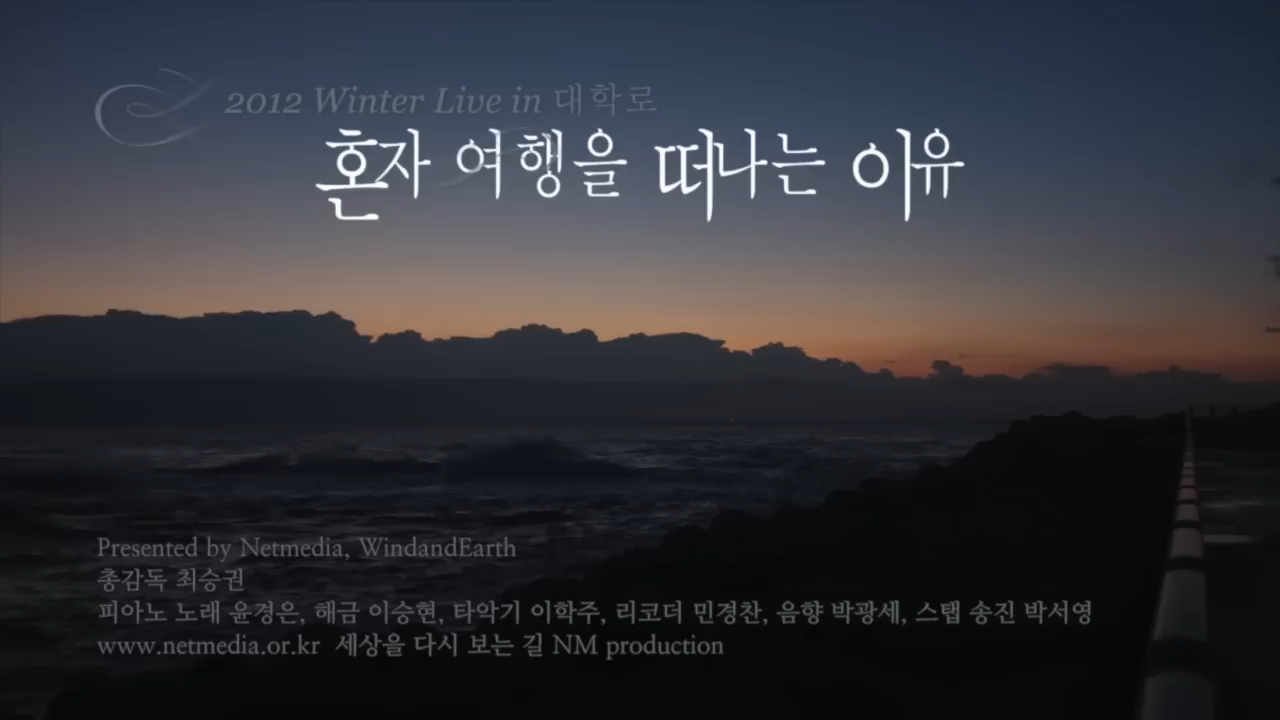 2012 Winter Live in 대학로
혼자 여행을 떠나는 이유
Presented by Netmedia, WindandEarth
총감독 최승권
피아노 노래 윤경은, 해금 이승현, 타악기 이학주, 리코더 민경찬, 음향 박광세, 스탭 송진 박서영
www.netmedia.or.kr 세상을 다시 보는 길 NM production